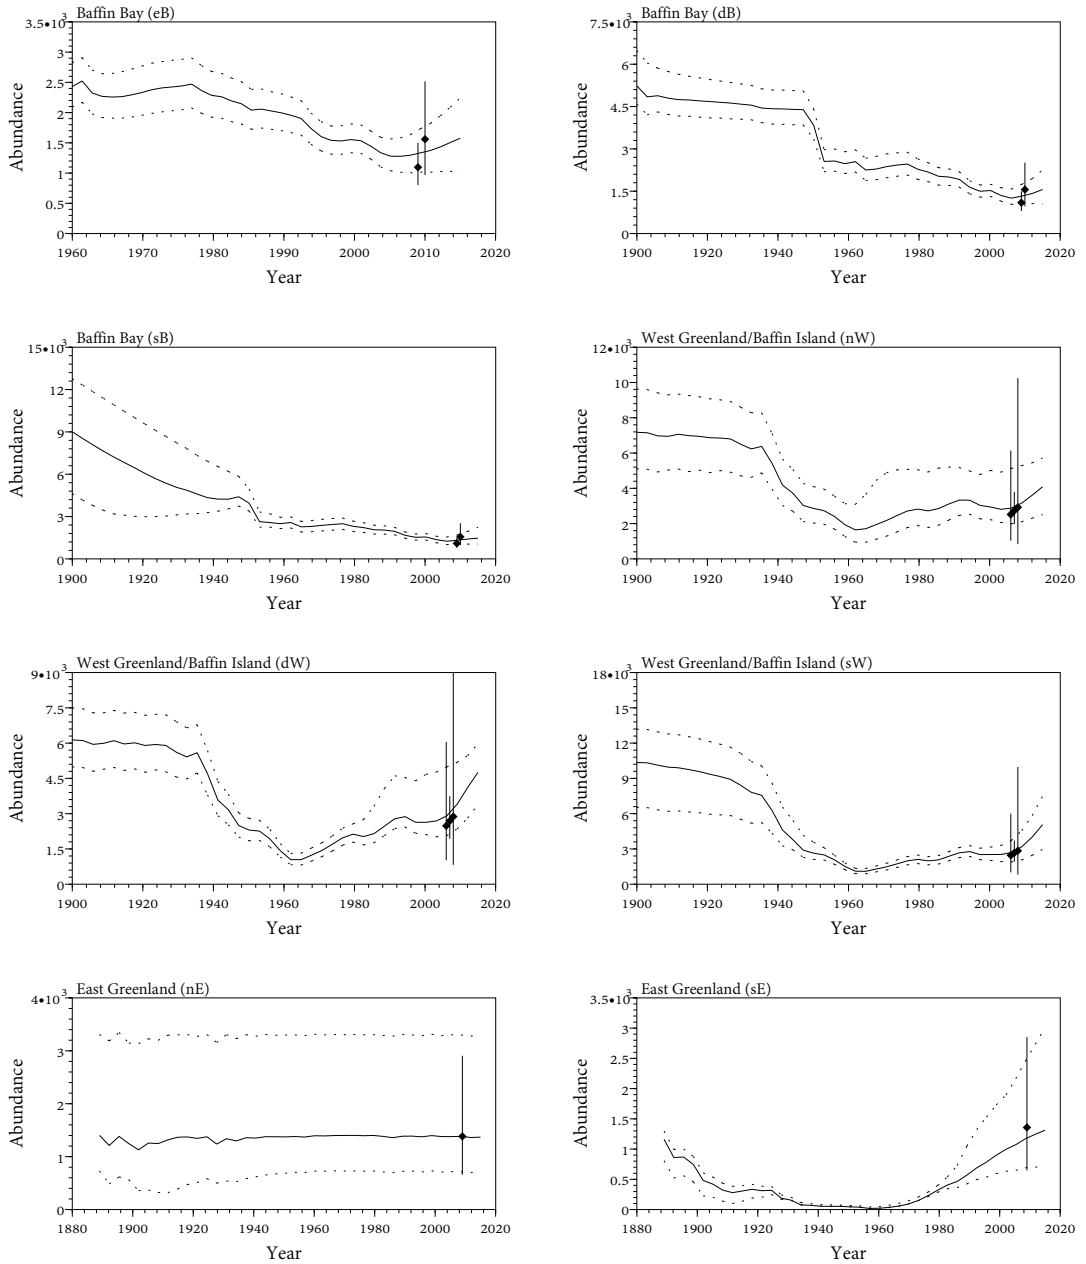 Baffin Bay (eB)
3.5•10³
3
2.5
2
1.5
1
0.5
0
Abundance
1960 1970 1980 1990 2000 2010 2020
Year
Baffin Bay (dB)
7.5•10³
6
4.5
3
1.5
0
Abundance
1900 1920 1940 1960 1980 2000 2020
Year
Baffin Bay (sB)
15•10³
12
9
6
3
0
Abundance
1900 1920 1940 1960 1980 2000 2020
Year
West Greenland/Baffin Island (nW)
12•10³
10
8
6
4
2
0
Abundance
1900 1920 1940 1960 1980 2000 2020
Year
West Greenland/Baffin Island (dW)
9•10³
7.5
6
4.5
3
1.5
0
Abundance
1900 1920 1940 1960 1980 2000 2020
Year
West Greenland/Baffin Island (sW)
18•10³
15
12
9
6
3
0
Abundance
1900 1920 1940 1960 1980 2000 2020
Year
East Greenland (nE)
4•10³
3
2
1
0
Abundance
1880 1900 1920 1940 1960 1980 2000 2020
Year
East Greenland (sE)
3.5•10³
3
2.5
2
1.5
1
0.5
0
Abundance
1880 1900 1920 1940 1960 1980 2000 2020
Year